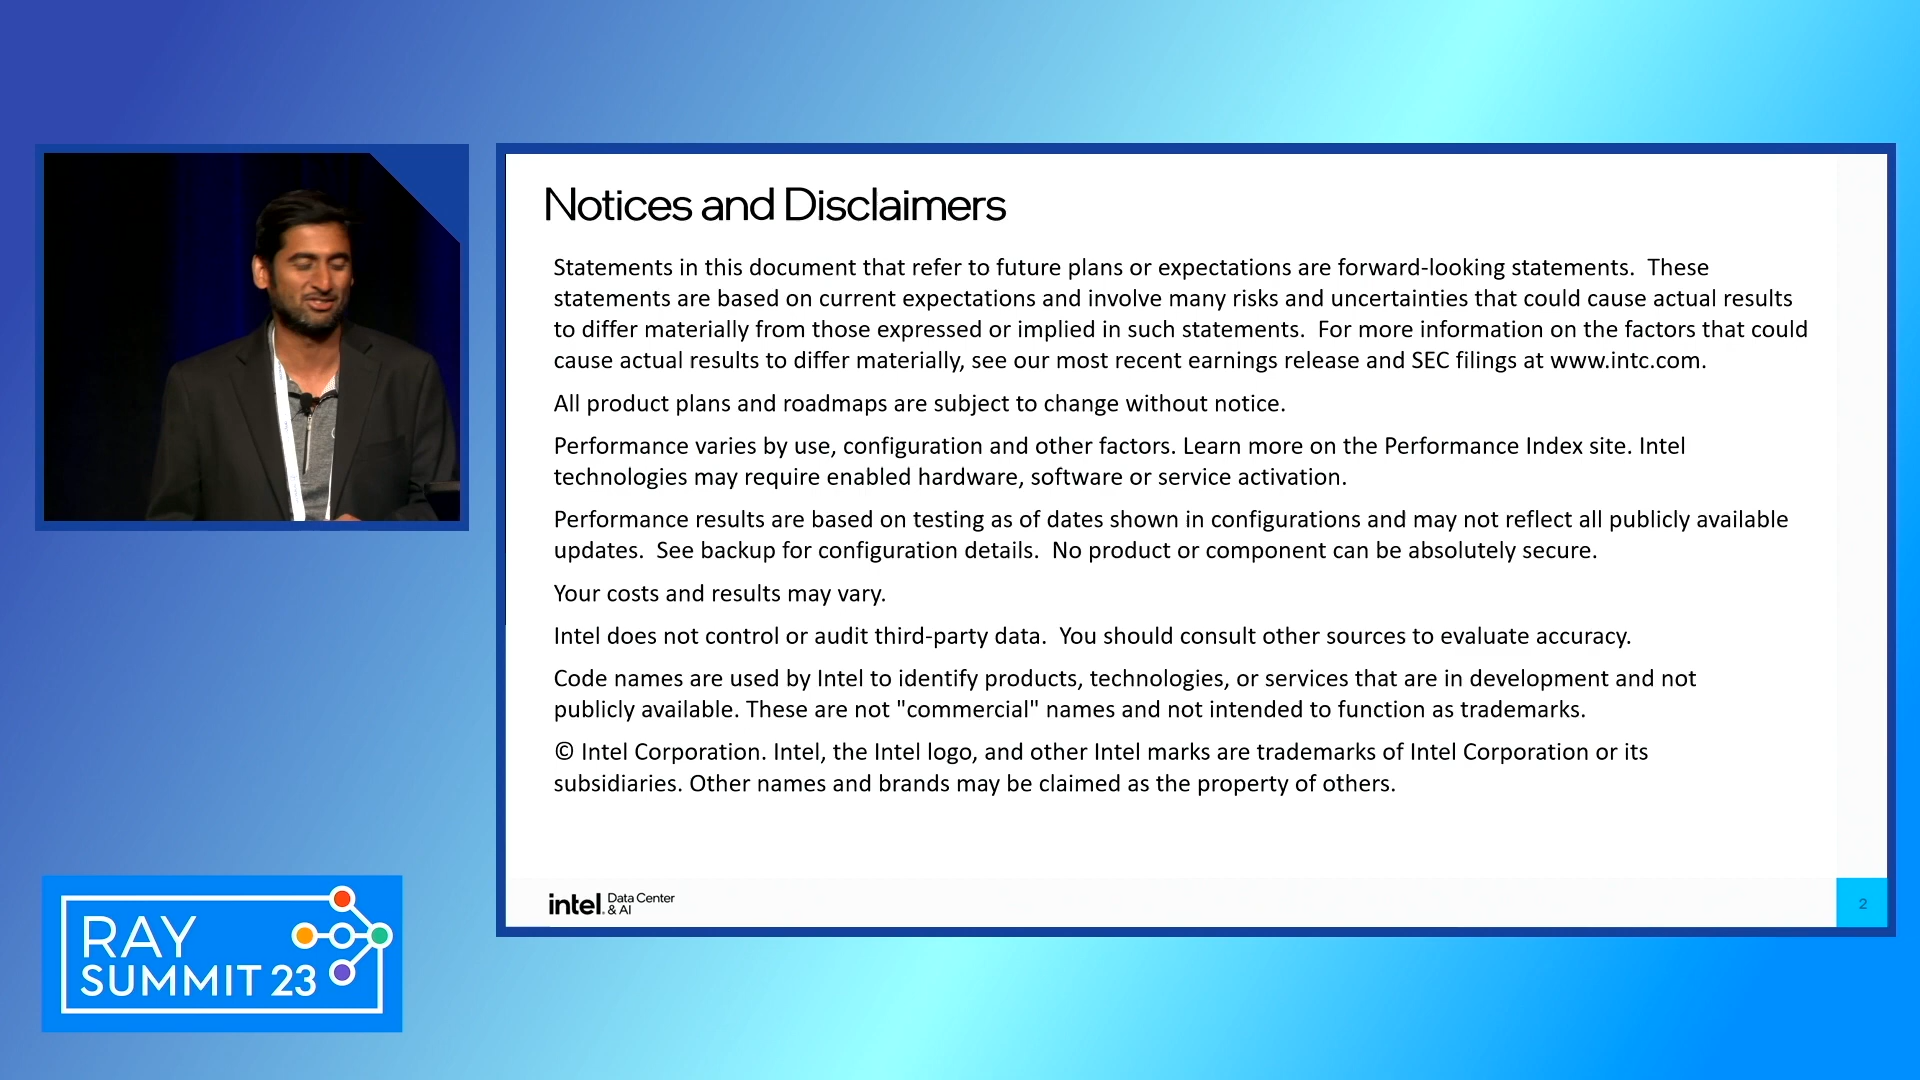 Notices and Disclaimers
Statements in this document that refer to future plans or expectations are forward-looking statements.  These
statements are based on current expectations and involve many risks and uncertainties that could cause actual results
to differ materially from those expressed or implied in such statements.  For more information on the factors that could
cause actual results to differ materially, see our most recent earnings release and SEC filings at www.intc.com.
All product plans and roadmaps are subject to change without notice.
Performance varies by use, configuration and other factors. Learn more on the Performance Index site. Intel
technologies may require enabled hardware, software or service activation.
Performance results are based on testing as of dates shown in configurations and may not reflect all publicly available
updates.  See backup for configuration details.  No product or component can be absolutely secure.
Your costs and results may vary.
Intel does not control or audit third-party data.  You should consult other sources to evaluate accuracy.
Code names are used by Intel to identify products, technologies, or services that are in development and not
publicly available. These are not "commercial" names and not intended to function as trademarks.
© Intel Corporation. Intel, the Intel logo, and other Intel marks are trademarks of Intel Corporation or its
subsidiaries. Other names and brands may be claimed as the property of others.
intel. Data Center
& AI
2
RAY
SUMMIT 23